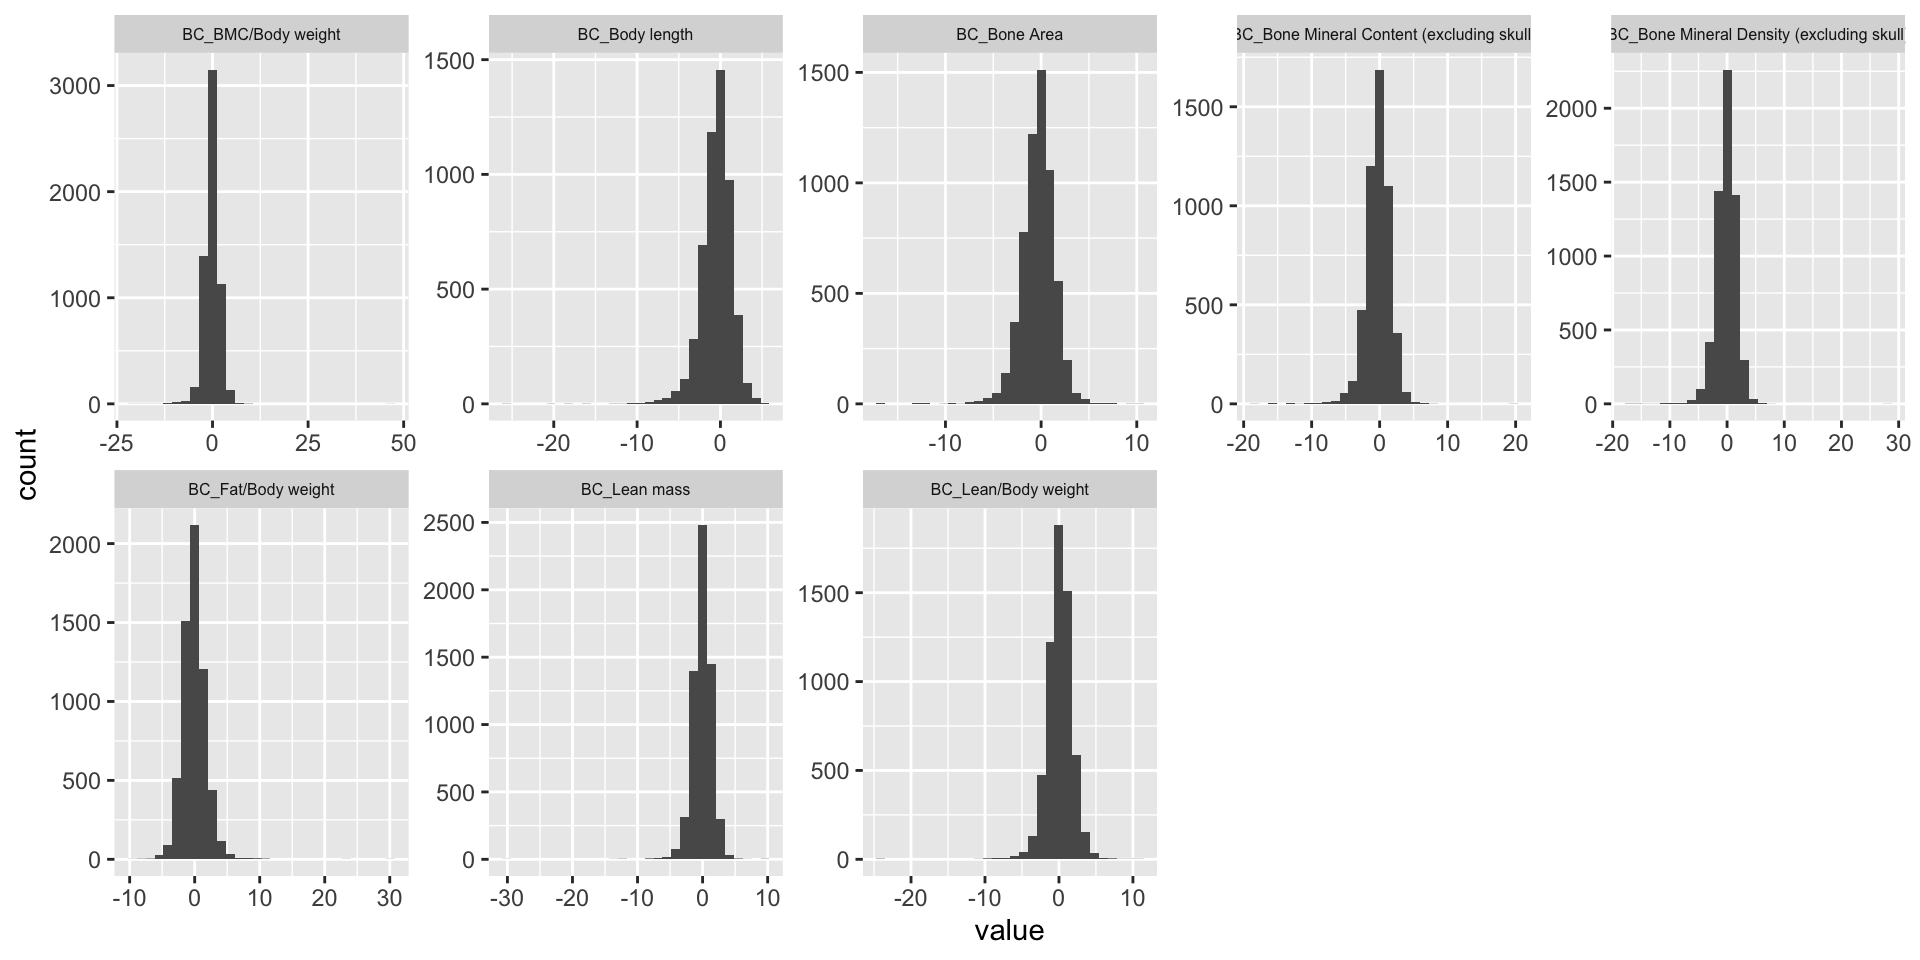 BC_BMC/Body weight
BC_Body length
BC_Bone Area
BC_Bone Mineral Content (excluding skull
BC_Bone Mineral Density (excluding skull
3000
2000
1000
0
-25 0 25 50
1500
1000
500
0
-20 -10 0
1500
1000
500
0
-10 0 10
1500
1000
500
0
-20 -10 0 10 20
2000
1500
1000
500
0
-20 -10 0 10 20 30
count
BC_Fat/Body weight
BC_Lean mass
BC_Lean/Body weight
2000
1500
1000
500
0
-10 0 10 20 30
2500
2000
1500
1000
500
0
-30 -20 -10 0 10
1500
1000
500
0
-20 -10 0 10
value